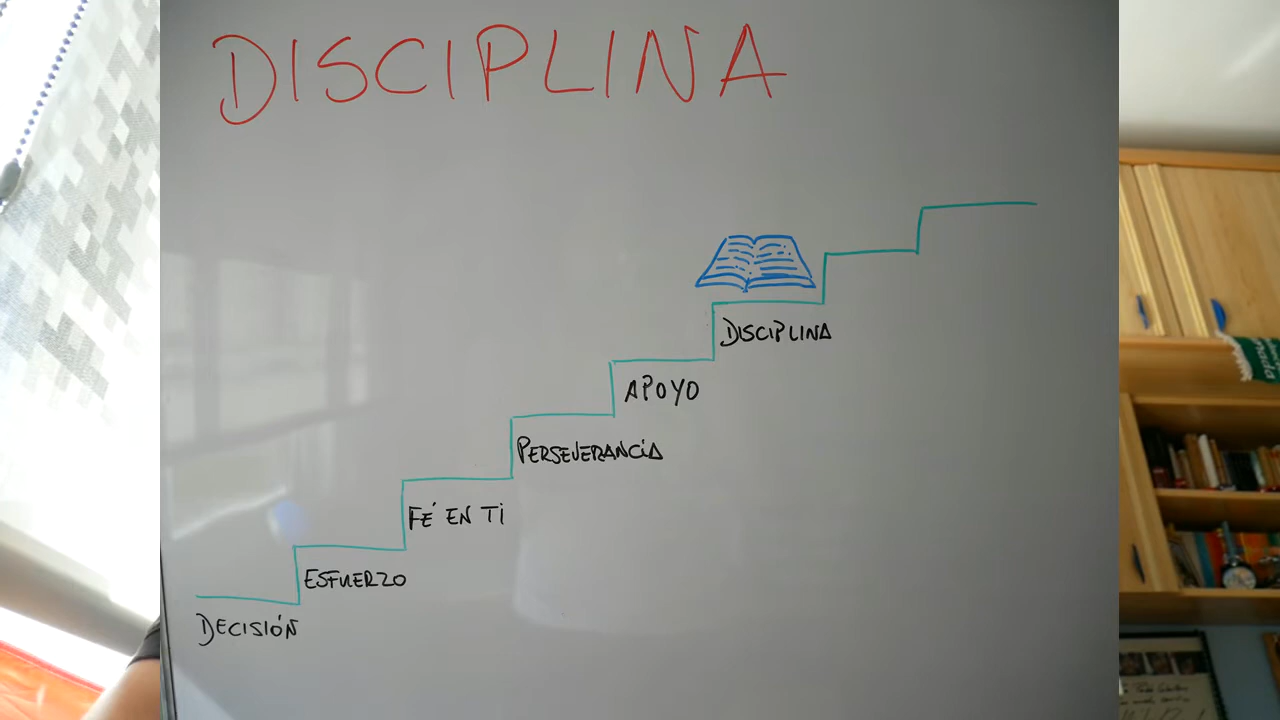 DISCIPLINA
DISCIPLINA
APOYO
PERSEVERANCIA
FÉ EN TI
ESFUERZO
DECISIÓN